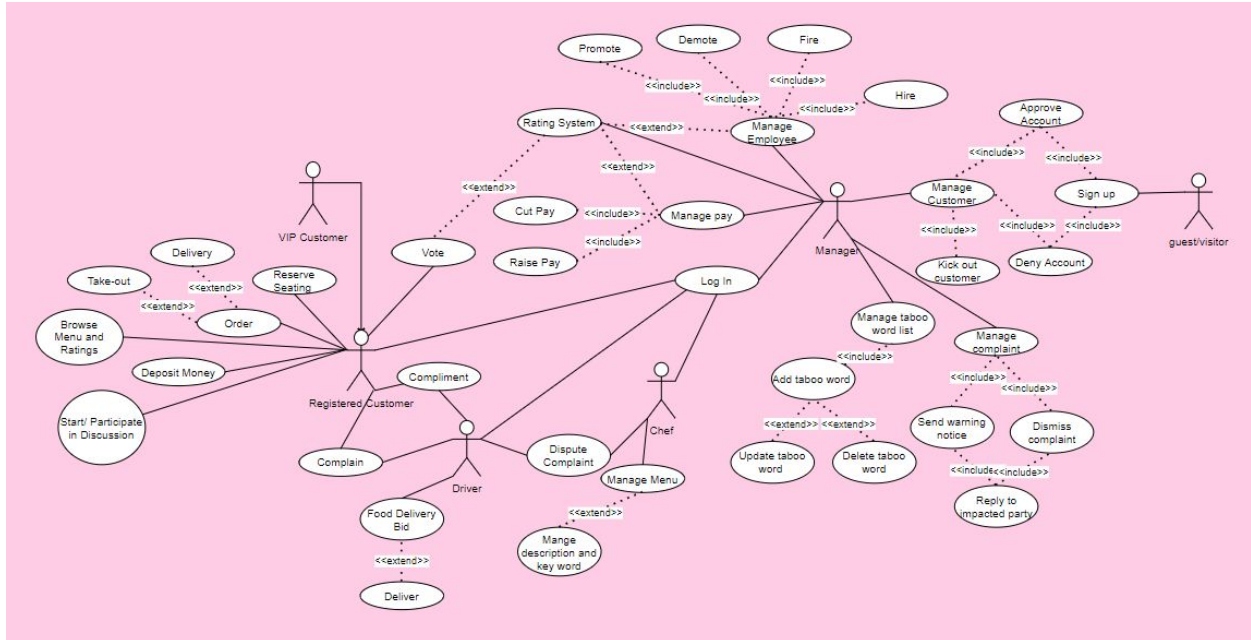 Promote
Demote
Fire
Hire
<<include>>
<<include>>
<<include>>
<<include>>
Rating System
<<extend>>
Manage
Employee
Approve
Account
<<include>>
<<include>>
<<extend>>
<<extend>>
Manage
Customer
Sign up
guest/visitor
VIP Customer
Cut Pay
<<include>>
Manage pay
<<include>>
<<include>>
<<include>>
Vote
Raise Pay
<<include>>
Manager
Kick out
customer
Deny Account
Delivery
Take-out
<<extend>>
<<extend>>
Reserve
Seating
Log In
Order
Browse
Menu and
Ratings
Manage taboo
word list
Manage
complaint
Deposit Money
Registered Customer
Compliment
<<include>>
Add taboo word
<<include>>
<<include>>
Start/ Participate
in Discussion
Chef
<<extend>>
<<extend>>
Send warning
notice
Dismiss
complaint
Complain
Driver
Dispute
Complaint
Update taboo
word
Delete taboo
word
Manage Menu
<<include
<<include>>
Food Delivery
Bid
<<extend>>
Reply to
impacted party
Mange
description and
key word
<<extend>>
Deliver